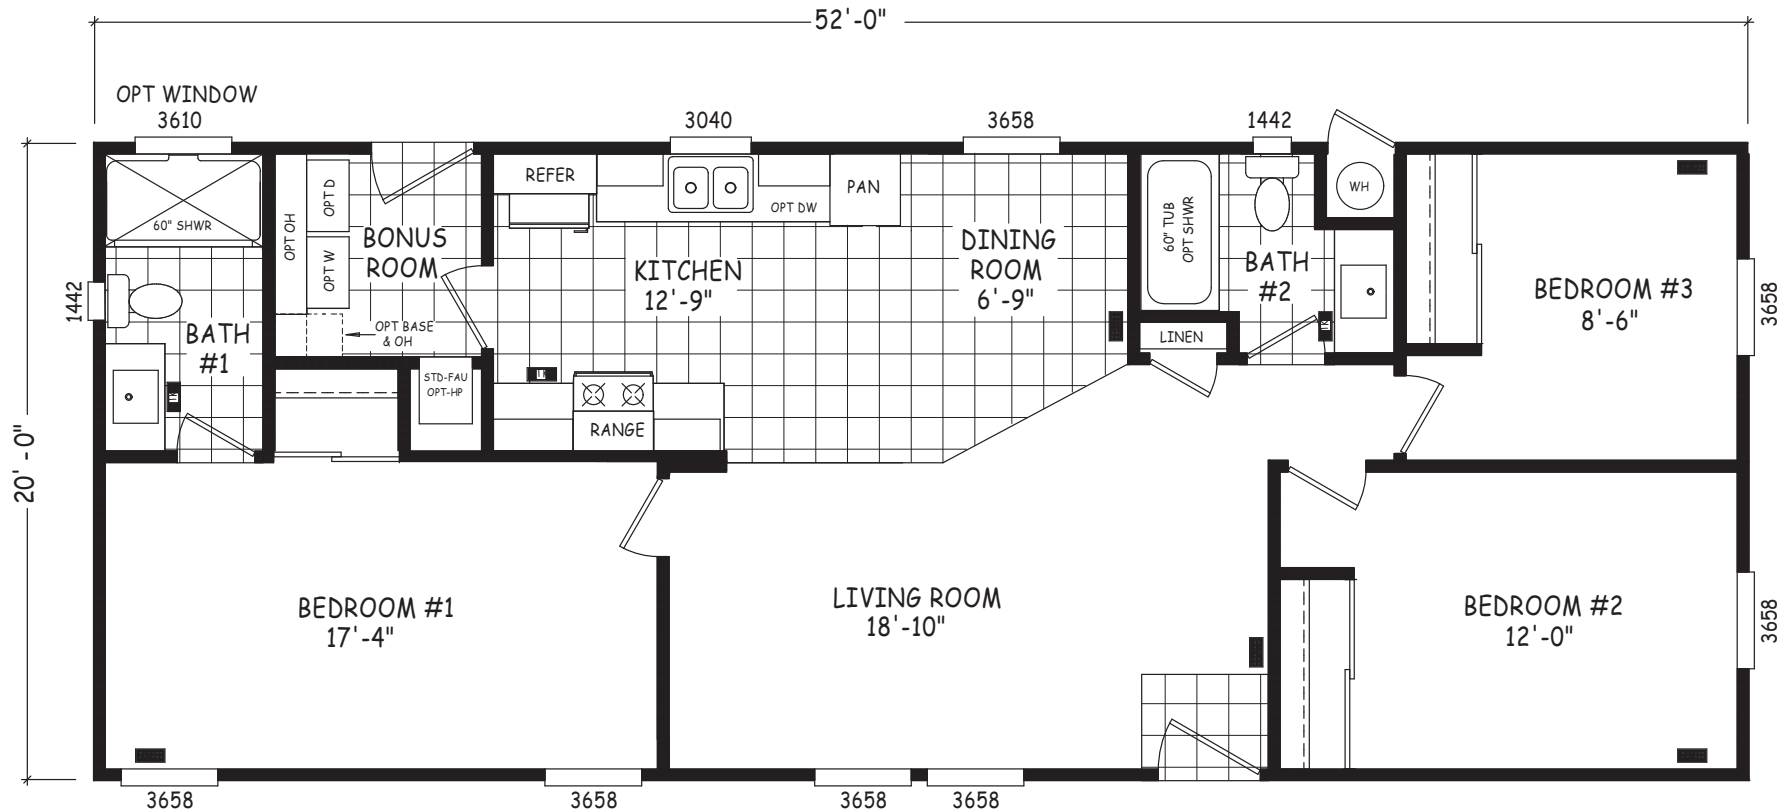 52'-0"
OPT WINDOW
3610
3040
3658
1442
REFER
PAN
OPT DW
WH
60" SHWR
OPT OH
OPT D
OPT W
BONUS
ROOM
KITCHEN
12'-9"
DINING
ROOM
6'-9"
60" TUB
OPT SHWR
BATH
#2
BEDROOM #3
8'-6"
3658
1442
BATH
#1
OPT BASE
& OH
LINEN
STD-FAU
OPT-HP
RANGE
20'-0"
BEDROOM #1
17'-4"
LIVING ROOM
18'-10"
BEDROOM #2
12'-0"
3658
3658
3658
3658
3658